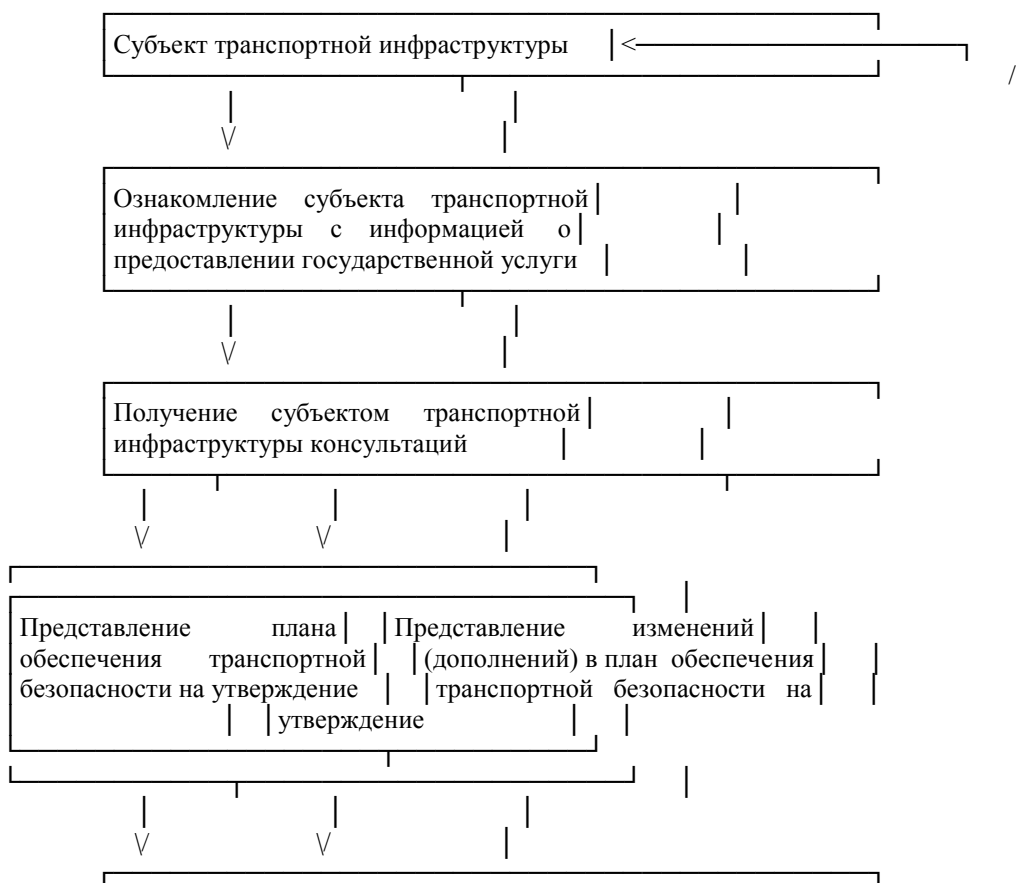 Субъект транспортной инфраструктуры
Ознакомление субъекта транспортной
инфраструктуры с информацией о
предоставлении государственной услуги
Получение субъектом транспортной
инфраструктуры консультаций
Представление плана Представление изменений
обеспечения транспортной (дополнений) в план обеспечения
безопасности на утверждение транспортной безопасности на
утверждение